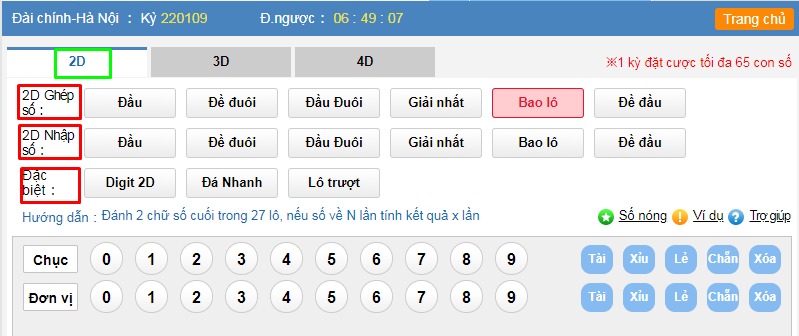 Đài chính-Hà Nội : Kỳ 220109 Đ.ngược : 06 : 49 : 07 Trang chủ
2D 3D 4D ※1 kỳ đặt cược tối đa 65 con số
2D Ghép số : Đầu Đề đuôi Đầu Đuôi Giải nhất Bao lô Đề đầu
2D Nhập số : Đầu Đề đuôi Đầu Đuôi Giải nhất Bao lô Đề đầu
Đặc biệt : Digit 2D Đá Nhanh Lô trượt
Hướng dẫn : Đánh 2 chữ số cuối trong 27 lô, nếu số về N lần tính kết quả x lần Số nóng Ví dụ Trợ giúp
Chục 0 1 2 3 4 5 6 7 8 9 Tài Xỉu Lẻ Chẵn Xóa
Đơn vị 0 1 2 3 4 5 6 7 8 9 Tài Xỉu Lẻ Chẵn Xóa